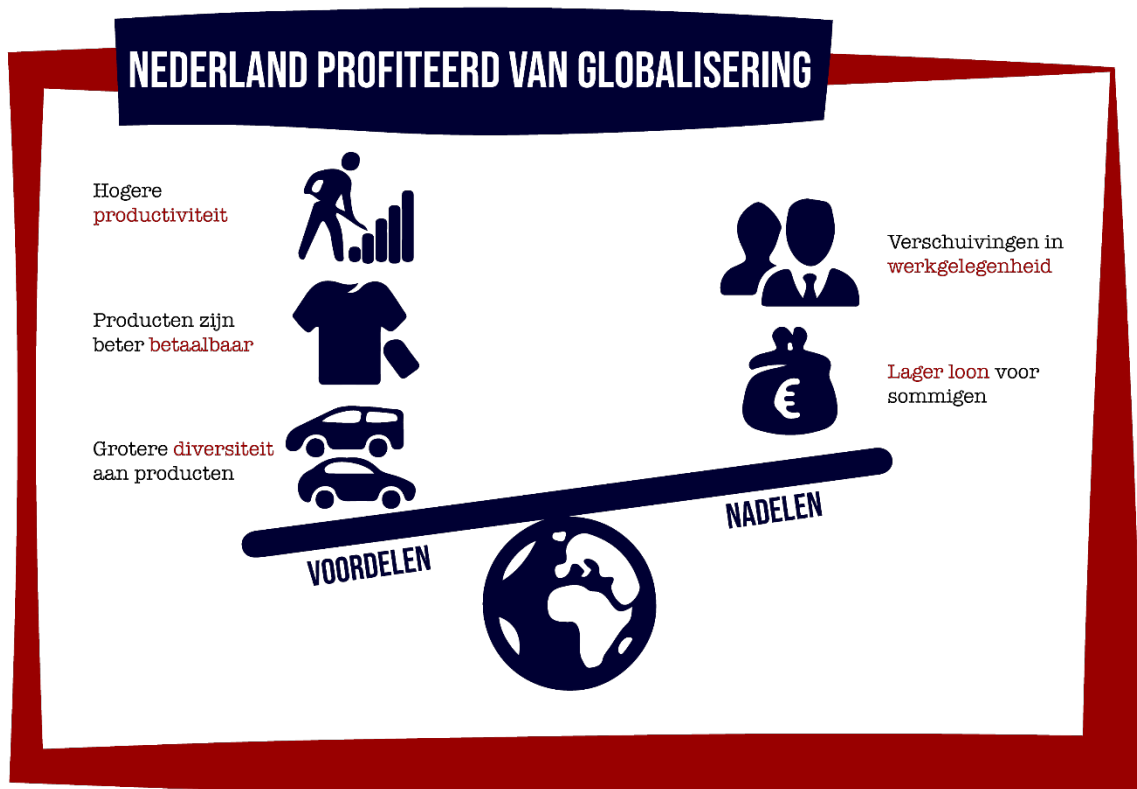 NEDERLAND PROFITEERD VAN GLOBALISERING
Hogere
productiviteit
Producten zijn
beter betaalbaar
Grotere diversiteit
aan producten
Verschuivingen in
werkgelegenheid
€
Lager loon voor
sommigen
VOORDELEN
NADELEN